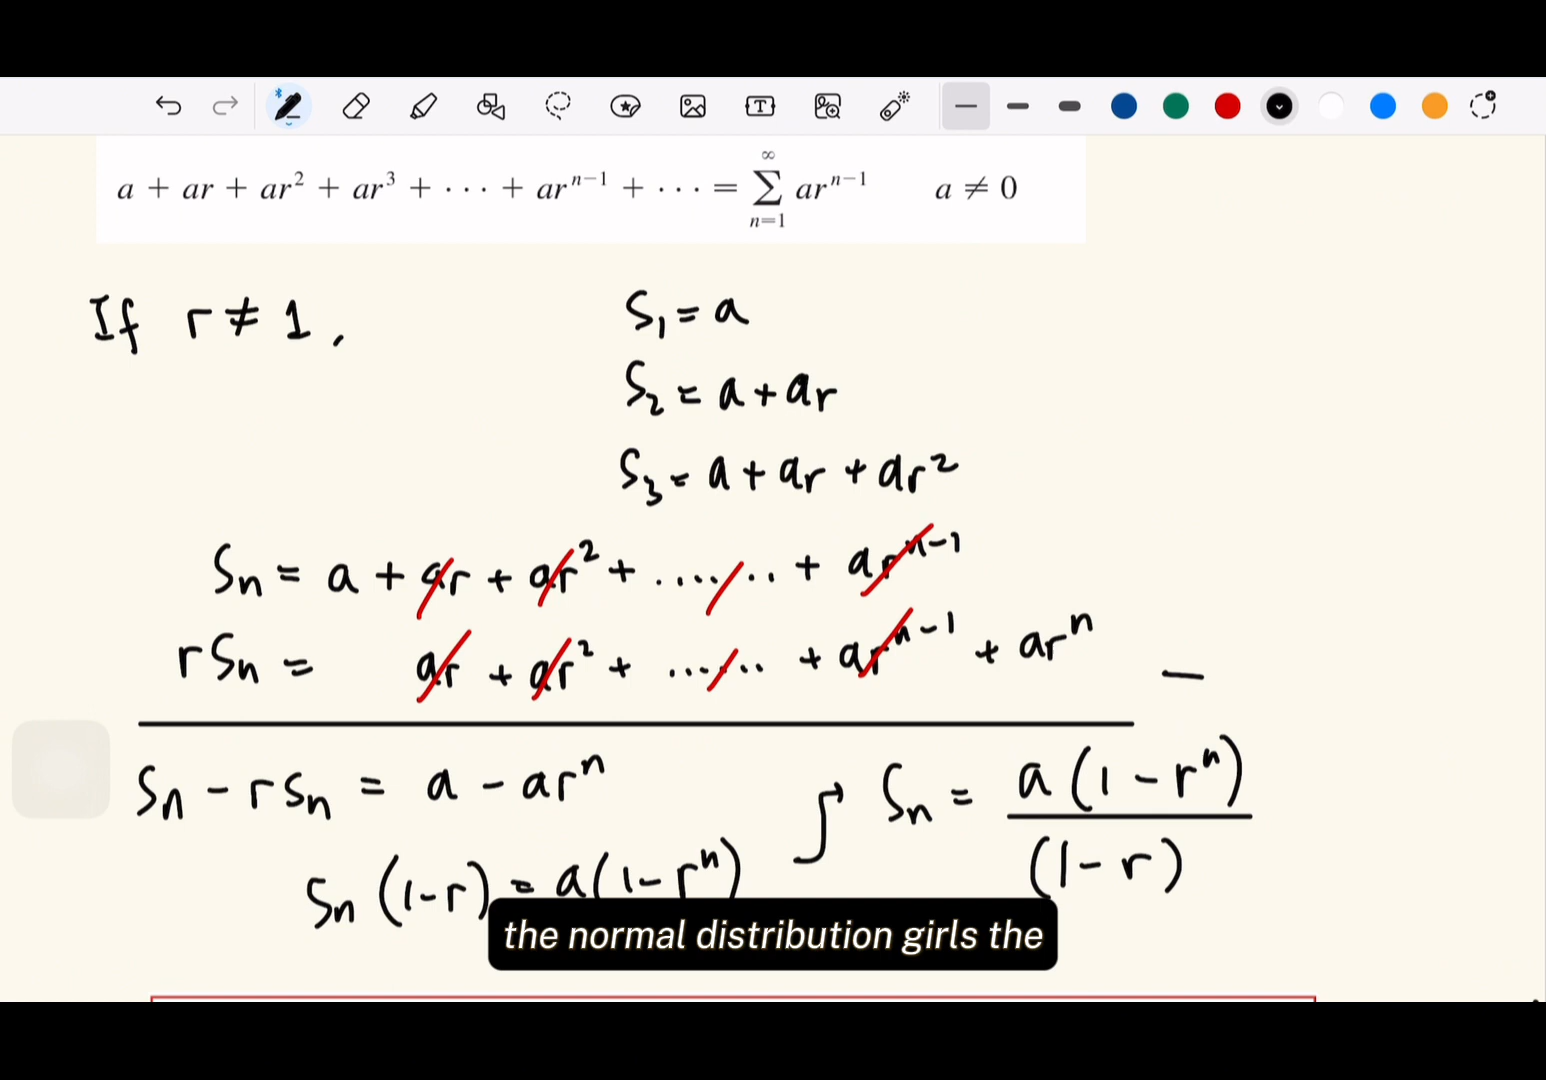 a + ar + ar² + ar³ + · · · + arⁿ⁻¹ + · · · = ∑_{n=1}^{∞} arⁿ⁻¹ a ≠ 0
If r ≠ 1,
S₁ = a
S₂ = a + ar
S₃ = a + ar + ar²
Sₙ = a + ar + ar² + ....... + arⁿ⁻¹
rSₙ = ar + ar² + ...... + arⁿ⁻¹ + arⁿ —
Sₙ - rSₙ = a - arⁿ
Sₙ (1-r) = a(1-rⁿ)
Sₙ = a(1-rⁿ) / (1-r)
the normal distribution girls the